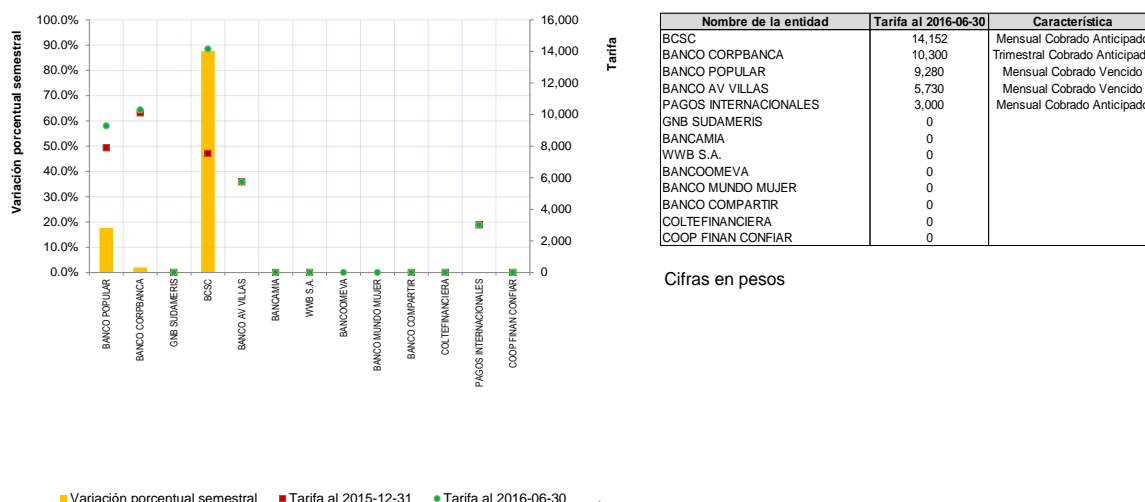 100.0%
90.0%
80.0%
70.0%
60.0%
50.0%
40.0%
30.0%
20.0%
10.0%
0.0%
Variación porcentual semestral
16,000
14,000
12,000
10,000
8,000
6,000
4,000
2,000
0
Tarifa
BANCO POPULAR
BANCO CORPBANCA
GNB SUDAMERIS
BCSC
BANCO AV VILLAS
BANCAMIA
WWB S.A.
BANCOOMEVA
BANCO MUNDO MUJER
BANCO COMPARTIR
COLTEFINANCIERA
PAGOS INTERNACIONALES
COOP FINAN CONFIAR
Variación porcentual semestral Tarifa al 2015-12-31 Tarifa al 2016-06-30
Nombre de la entidad Tarifa al 2016-06-30 Característica
BCSC 14,152 Mensual Cobrado Anticipado
BANCO CORPBANCA 10,300 Trimestral Cobrado Anticipad
BANCO POPULAR 9,280 Mensual Cobrado Vencido
BANCO AV VILLAS 5,730 Mensual Cobrado Vencido
PAGOS INTERNACIONALES 3,000 Mensual Cobrado Anticipado
GNB SUDAMERIS 0
BANCAMIA 0
WWB S.A. 0
BANCOOMEVA 0
BANCO MUNDO MUJER 0
BANCO COMPARTIR 0
COLTEFINANCIERA 0
COOP FINAN CONFIAR 0
Cifras en pesos